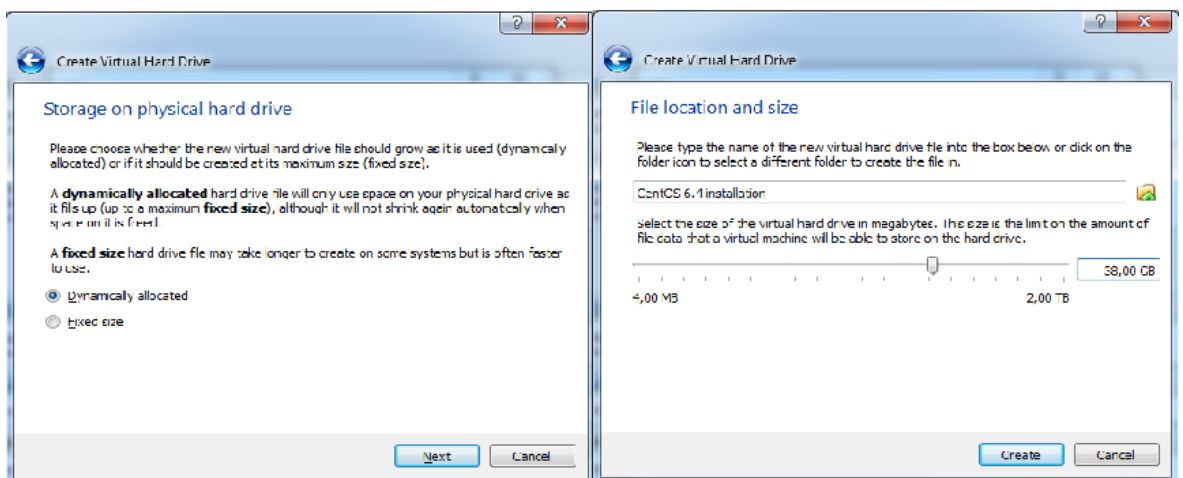 Create Virtual Hard Drive
Storage on physical hard drive
Please choose whether the new virtual hard drive file should grow as it is used (dynamically
allocated) or if it should be created at its maximum size (fixed size).
A dynamically allocated hard drive file will only use space on your physical hard drive as
it fills up (up to a maximum fixed size), although it will not shrink again automatically when
space on it is freed.
A fixed size hard drive file may take longer to create on some systems but is often faster
to use.
Dynamically allocated
Fixed size
Next
Cancel
Create Virtual Hard Drive
File location and size
Please type the name of the new virtual hard drive file into the box below or click on the
folder icon to select a different folder to create the file in.
CentOS 6.4 installation
Select the size of the virtual hard drive in megabytes. This size is the limit on the amount of
file data that a virtual machine will be able to store on the hard drive.
38,00 GB
4,00 MB
2,00 TB
Create
Cancel